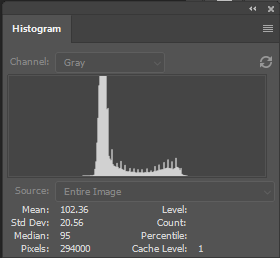 Histogram
Channel: Gray
Source: Entire Image
Mean: 102.36 Level:
Std Dev: 20.56 Count:
Median: 95 Percentile:
Pixels: 294000 Cache Level: 1